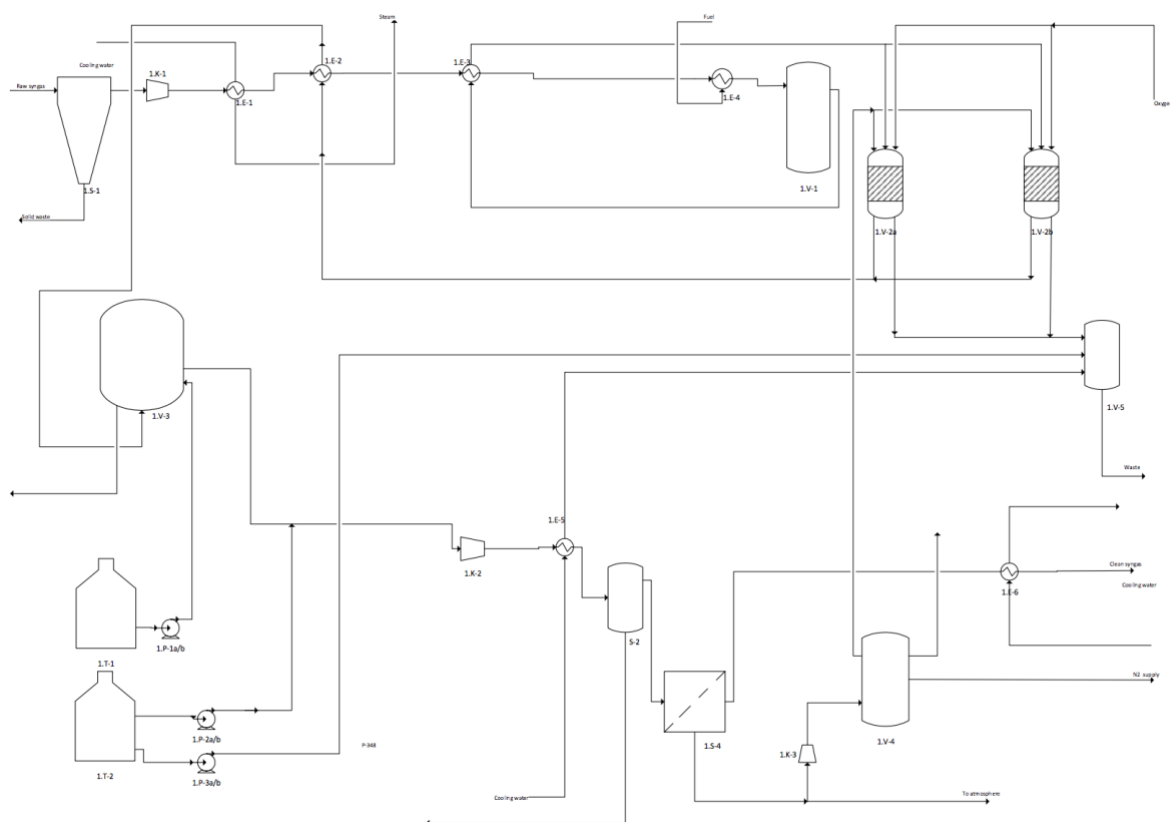 Steam
Fuel
Cooling water
1.K-1
1.E-2
1.E-3
Raw syngas
1.E-1
1.E-4
Oxyge
1.S-1
1.V-1
Solid waste
1.V-2a
1.V-2b
1.V-3
1.V-5
Waste
1.E-5
1.K-2
Clean syngas
Cooling water
1.E-6
S-2
1.P-1a/b
1.T-1
N2 supply
1.P-2a/b
P-348
1.S-4
1.K-3
1.V-4
1.T-2
1.P-3a/b
Cooling water
To atmosphere